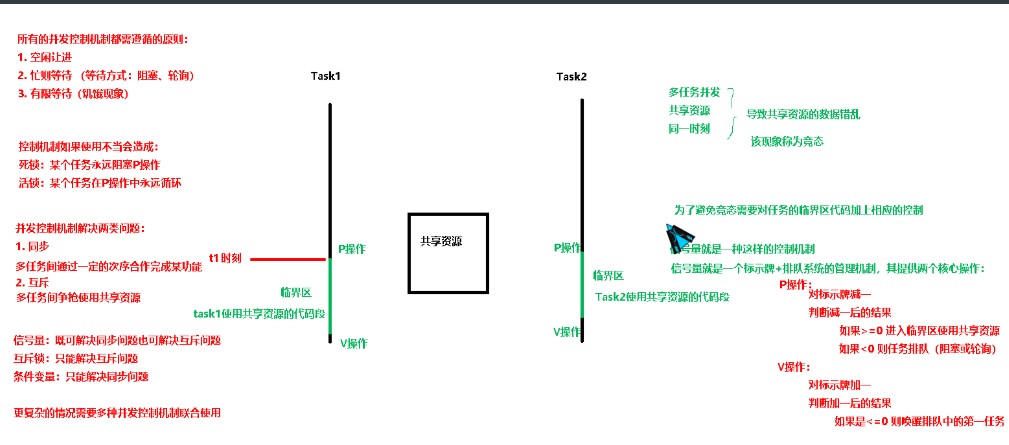 所有的并发控制机制都需遵循的原则：
1. 空闲让进
2. 忙则等待 （等待方式：阻塞、轮询）
3. 有限等待（饥饿现象）
控制机制如果使用不当会造成：
死锁：某个任务永远阻塞P操作
活锁：某个任务在P操作中永远循环
并发控制机制解决两类问题：
1. 同步
多任务间通过一定的次序合作完成某功能
2. 互斥
多任务间争抢使用共享资源
信号量：既可解决同步问题也可解决互斥问题
互斥锁：只能解决互斥问题
条件变量：只能解决同步问题
更复杂的情况需要多种并发控制机制联合使用
Task1
t1时刻
P操作
临界区
task1使用共享资源的代码段
V操作
共享资源
Task2
P操作
临界区
Task2使用共享资源的代码段
V操作
多任务并发
共享资源
同一时刻
导致共享资源的数据错乱
该现象称为竞态
为了避免竞态需要对任务的临界区代码加上相应的控制
号量就是一种这样的控制机制
信号量就是一个标示牌+排队系统的管理机制，其提供两个核心操作：
P操作：
对标示牌减一
判断减一后的结果
如果>=0 进入临界区使用共享资源
如果<0 则任务排队（阻塞或轮询）
V操作：
对标示牌加一
判断加一后的结果
如果是<=0 则唤醒排队中的第一任务